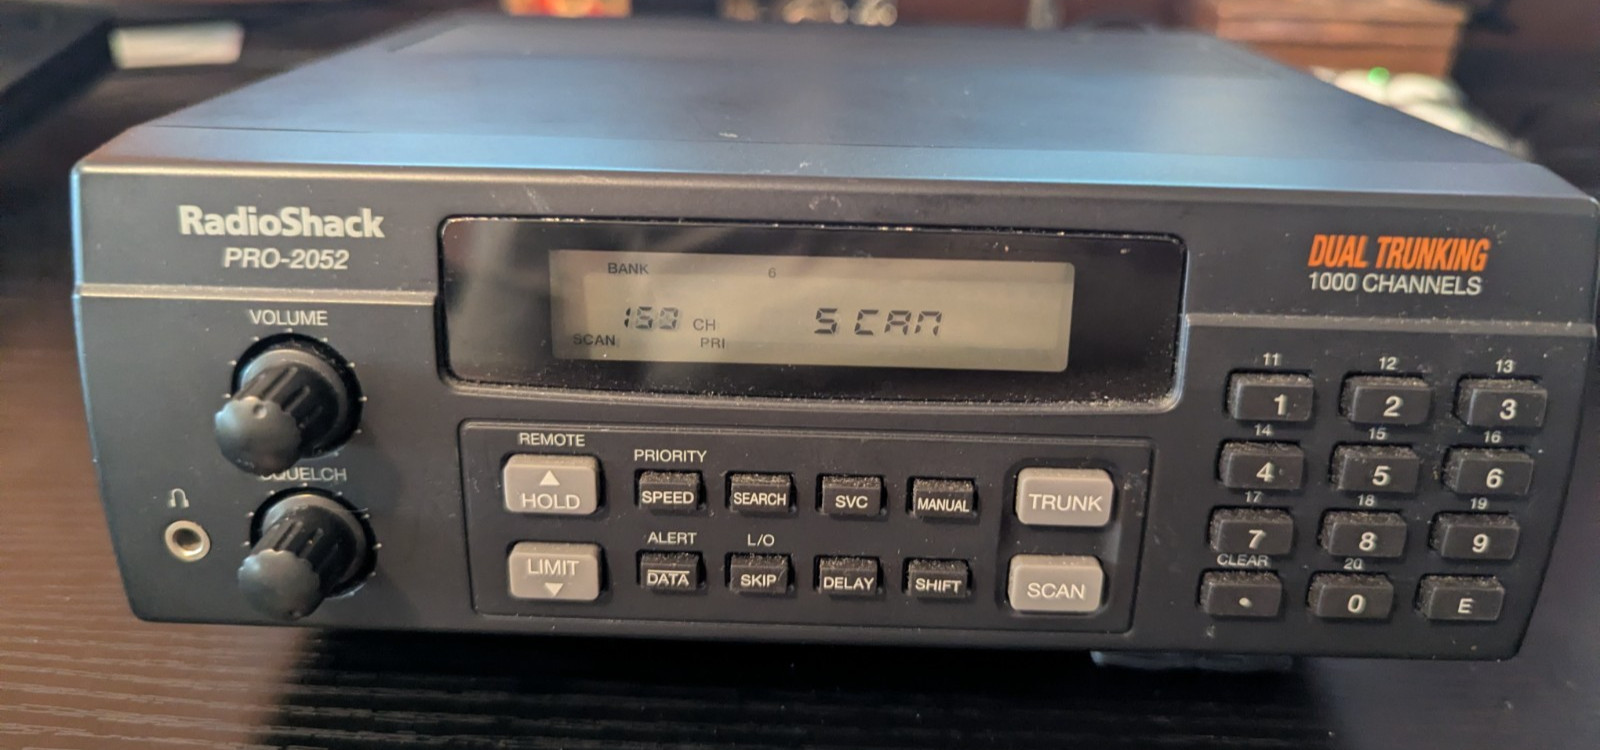 RadioShack
PRO-2052
DUAL TRUNKING
1000 CHANNELS
BANK 6
CH SCAN
SCAN PRI
VOLUME
SQUELCH
REMOTE
HOLD
LIMIT
PRIORITY
SPEED SEARCH SVC MANUAL
ALERT L/O
DATA SKIP DELAY SHIFT
TRUNK
SCAN
11 12 13
1 2 3
14 15 16
4 5 6
17 18 19
7 8 9
CLEAR 20
. 0 E